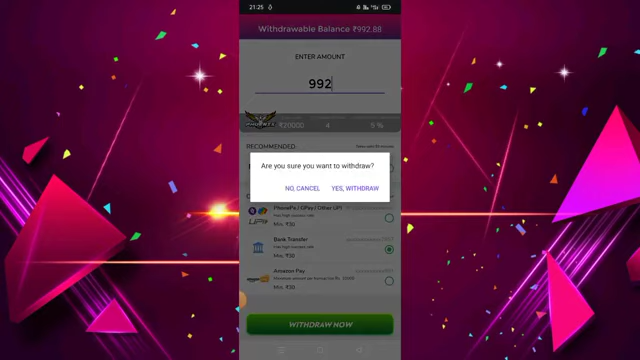 21:25
Withdrawable Balance ₹992.88
ENTER AMOUNT
992
₹20000 4 5 %
RECOMMENDED
Are you sure you want to withdraw?
NO, CANCEL YES, WITHDRAW
PhonePe / GPay / Other UPI
Min. ₹30
Bank Transfer
Min. ₹30
Amazon Pay
Min. ₹30
WITHDRAW NOW